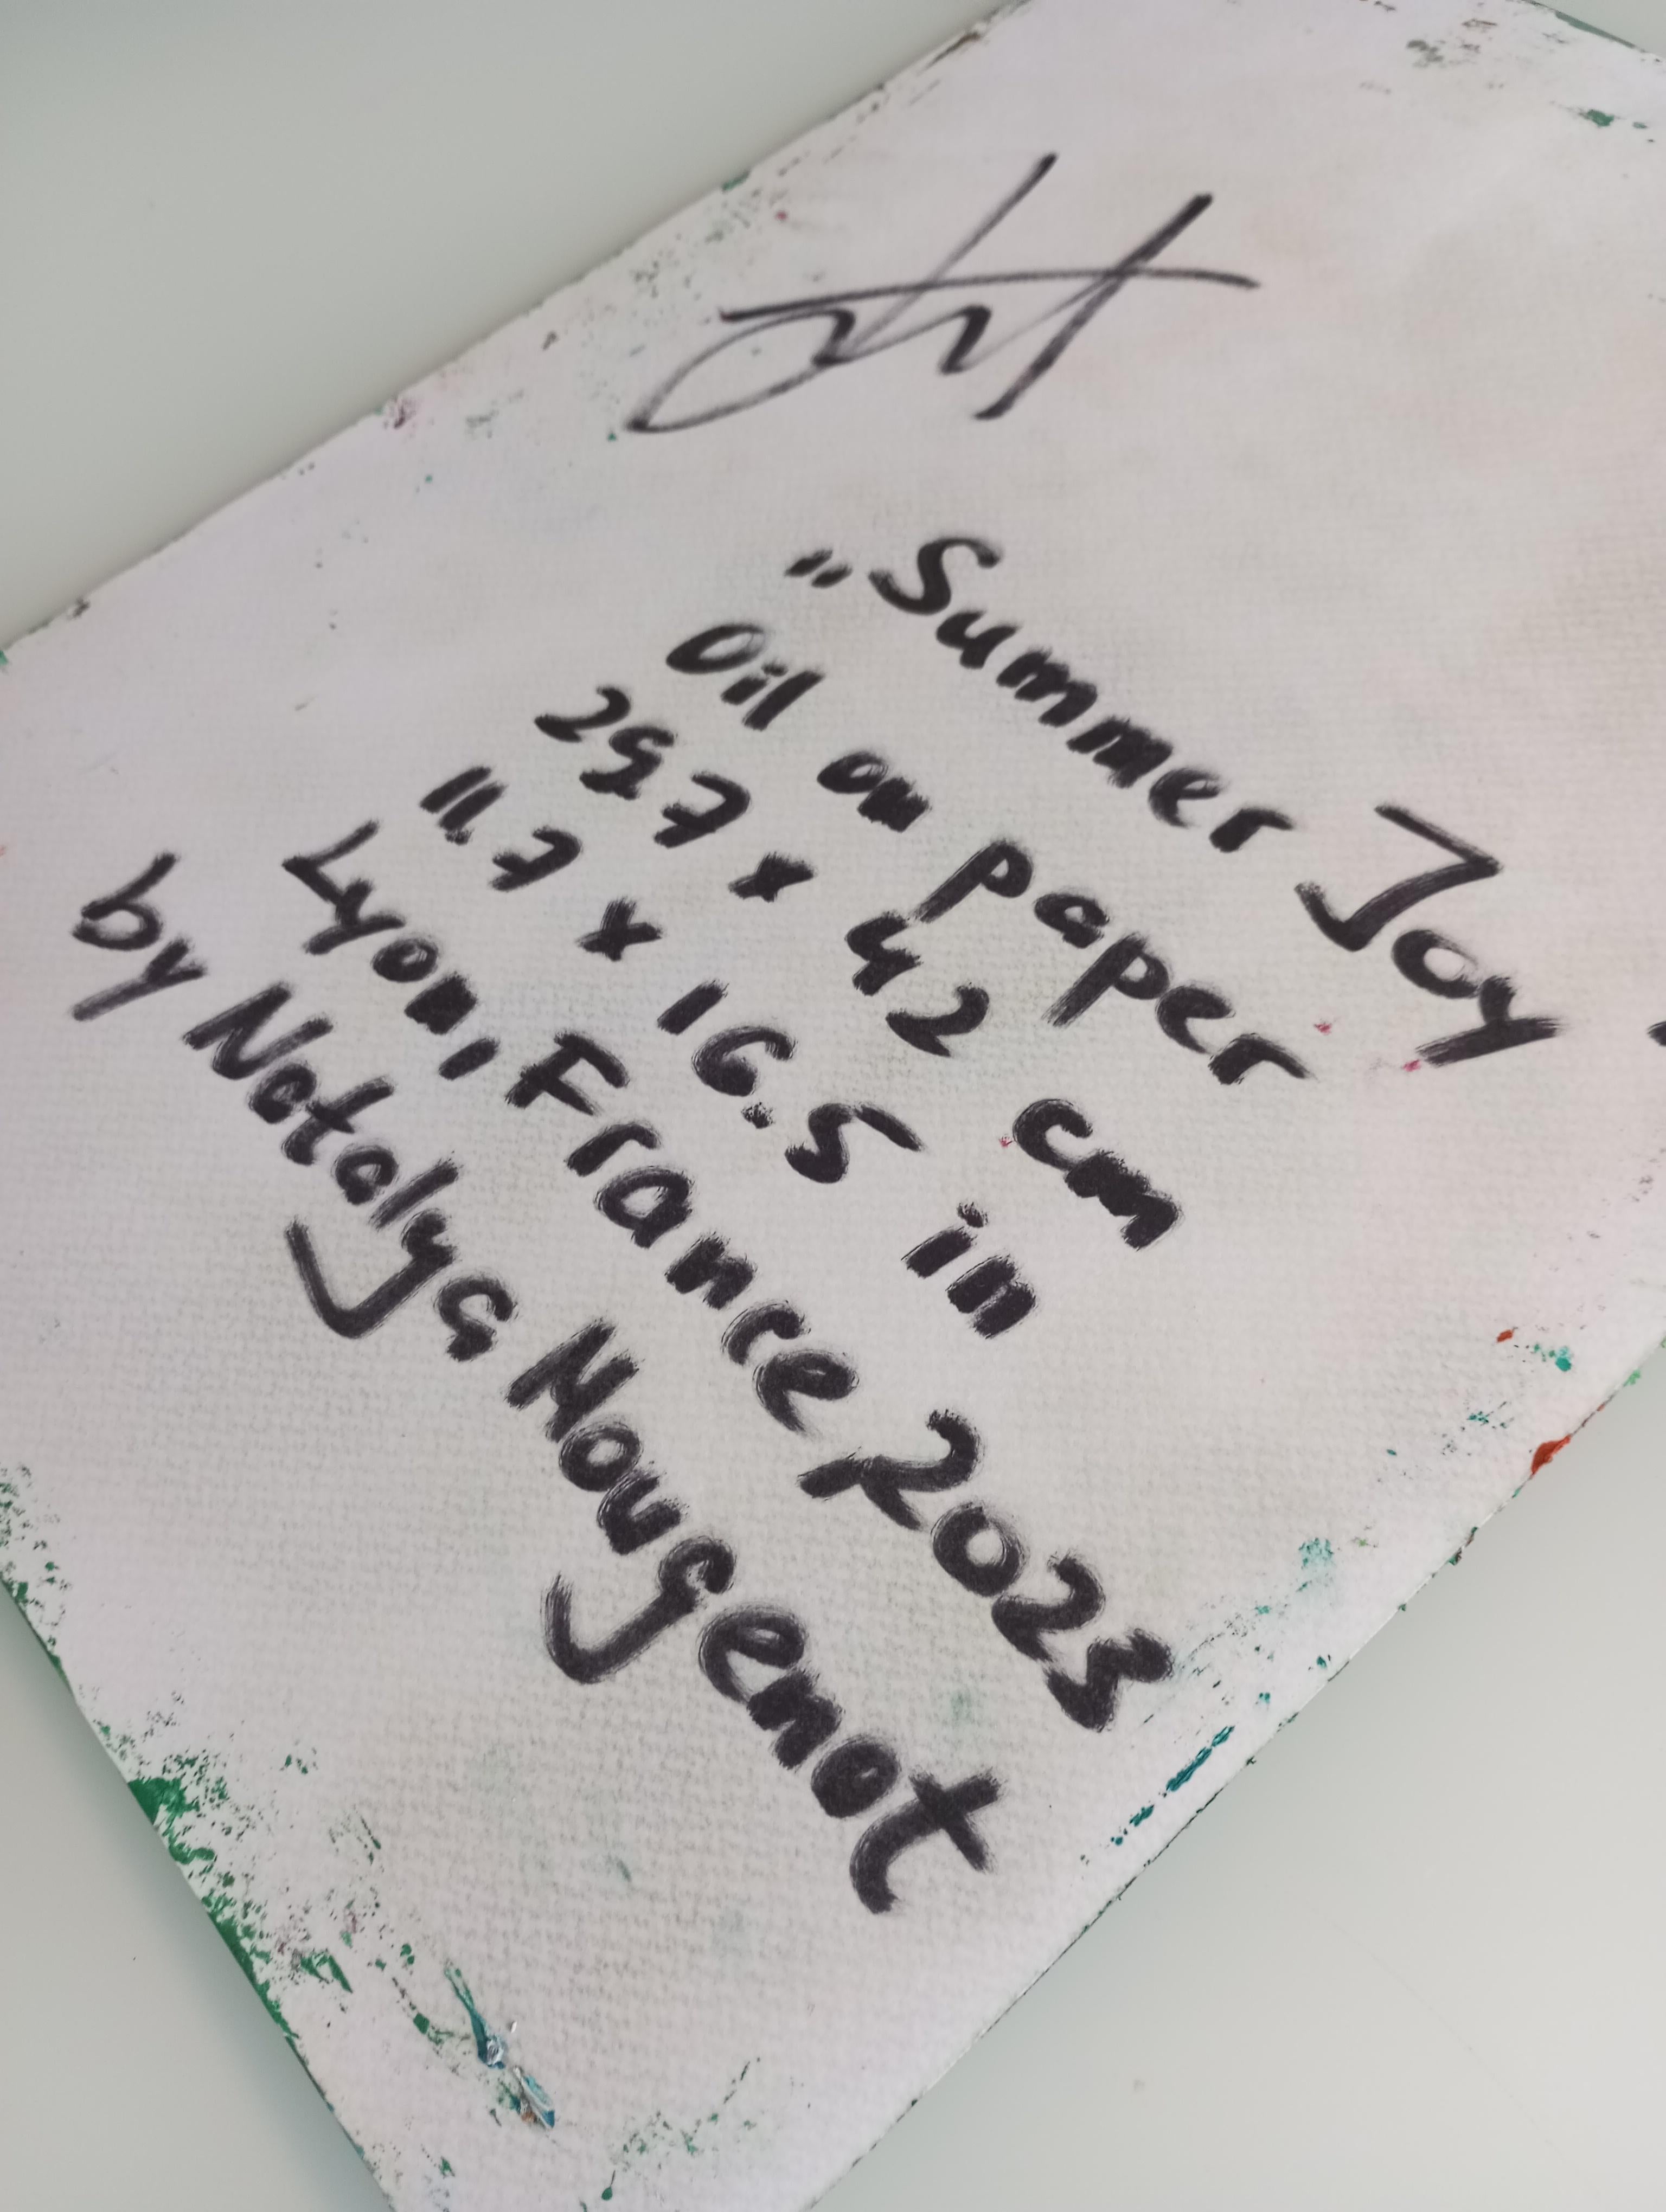 „Summer Joy
Oil on paper
29,7 x 42 cm
11.7 x 16.5 in
Lyon, France 2023
by Natalya Nougenot